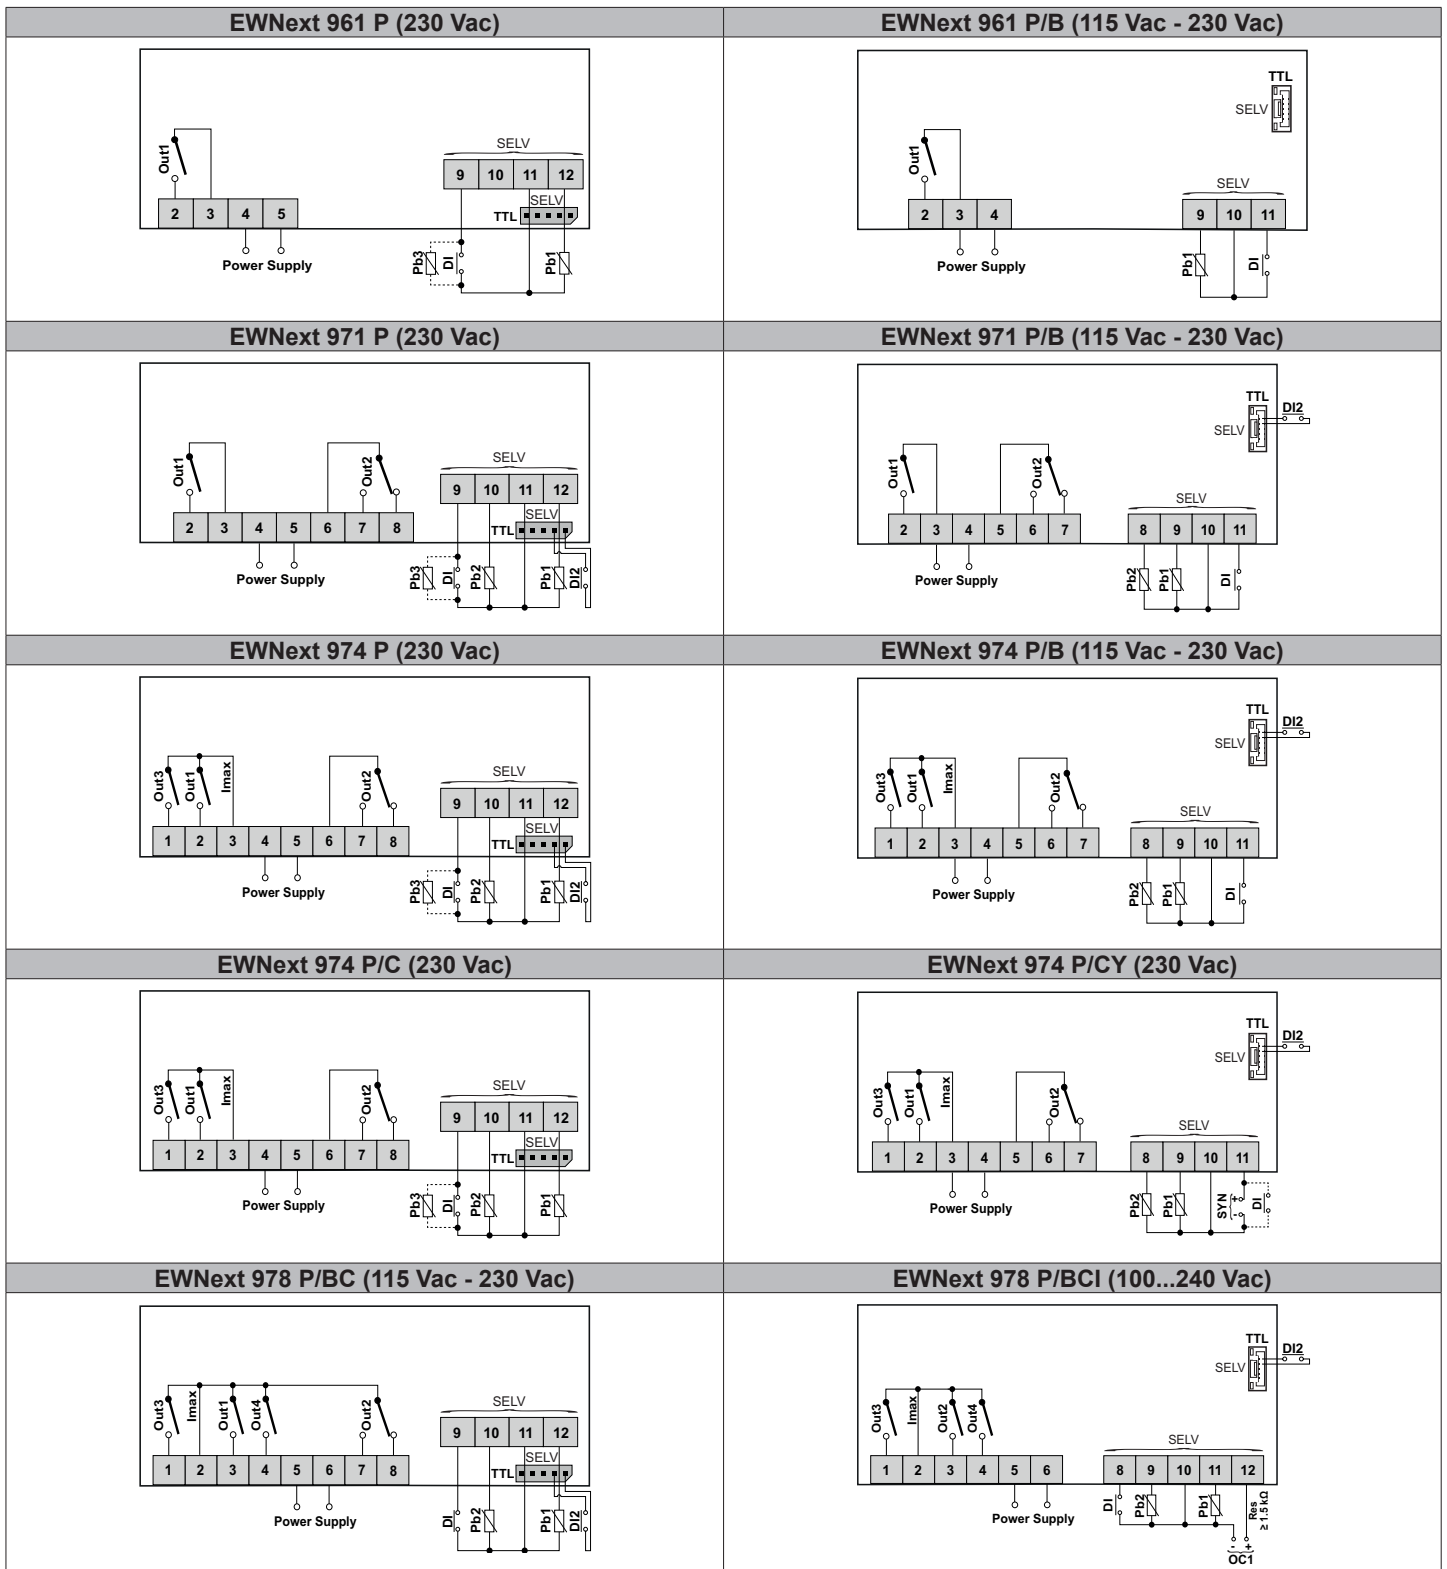 EWNext 961 P (230 Vac)
Out1
SELV
9 10 11 12
SELV
TTL
2 3 4 5
Power Supply
Pb3
DI
Pb1
EWNext 961 P/B (115 Vac - 230 Vac)
TTL
SELV
Out1
SELV
2 3 4
9 10 11
Power Supply
Pb1
DI
EWNext 971 P (230 Vac)
Out1
Out2
SELV
9 10 11 12
SELV
TTL
2 3 4 5 6 7 8
Power Supply
Pb3
DI
Pb2
Pb1
DI2
EWNext 971 P/B (115 Vac - 230 Vac)
TTL
DI2
SELV
Out1
Out2
SELV
2 3 4 5 6 7
8 9 10 11
Power Supply
Pb2
Pb1
DI
EWNext 974 P (230 Vac)
Out3
Out1
Imax
Out2
SELV
9 10 11 12
SELV
TTL
1 2 3 4 5 6 7 8
Power Supply
Pb3
DI
Pb2
Pb1
DI2
EWNext 974 P/B (115 Vac - 230 Vac)
TTL
DI2
SELV
Out3
Out1
Imax
Out2
SELV
1 2 3 4 5 6 7
8 9 10 11
Power Supply
Pb2
Pb1
DI
EWNext 974 P/C (230 Vac)
Out3
Out1
Imax
Out2
SELV
9 10 11 12
SELV
TTL
1 2 3 4 5 6 7 8
Power Supply
Pb3
DI
Pb2
Pb1
EWNext 974 P/CY (230 Vac)
TTL
DI2
SELV
Out3
Out1
Imax
Out2
SELV
1 2 3 4 5 6 7
8 9 10 11
Power Supply
Pb2
Pb1
SYN
+
-
DI
EWNext 978 P/BC (115 Vac - 230 Vac)
Out3
Imax
Out1
Out4
Out2
SELV
9 10 11 12
SELV
TTL
1 2 3 4 5 6 7 8
Power Supply
DI
Pb2
Pb1
DI2
EWNext 978 P/BCI (100...240 Vac)
TTL
DI2
SELV
Out3
Imax
Out2
Out4
SELV
1 2 3 4 5 6
8 9 10 11 12
Power Supply
DI
Pb2
Pb1
Res
≥ 1.5 kΩ
- +
OC1